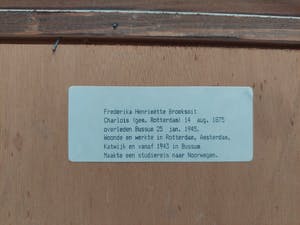 Frederika Henriëtte Broeksmit
Charlois (gem. Rotterdam) 14 aug. 1875
overleden Bussum 25 jan. 1945.
Woonde en werkte in Rotterdam, Amsterdam,
Katwijk en vanaf 1943 in Bussum.
Maakte een studiereis naar Noorwegen.